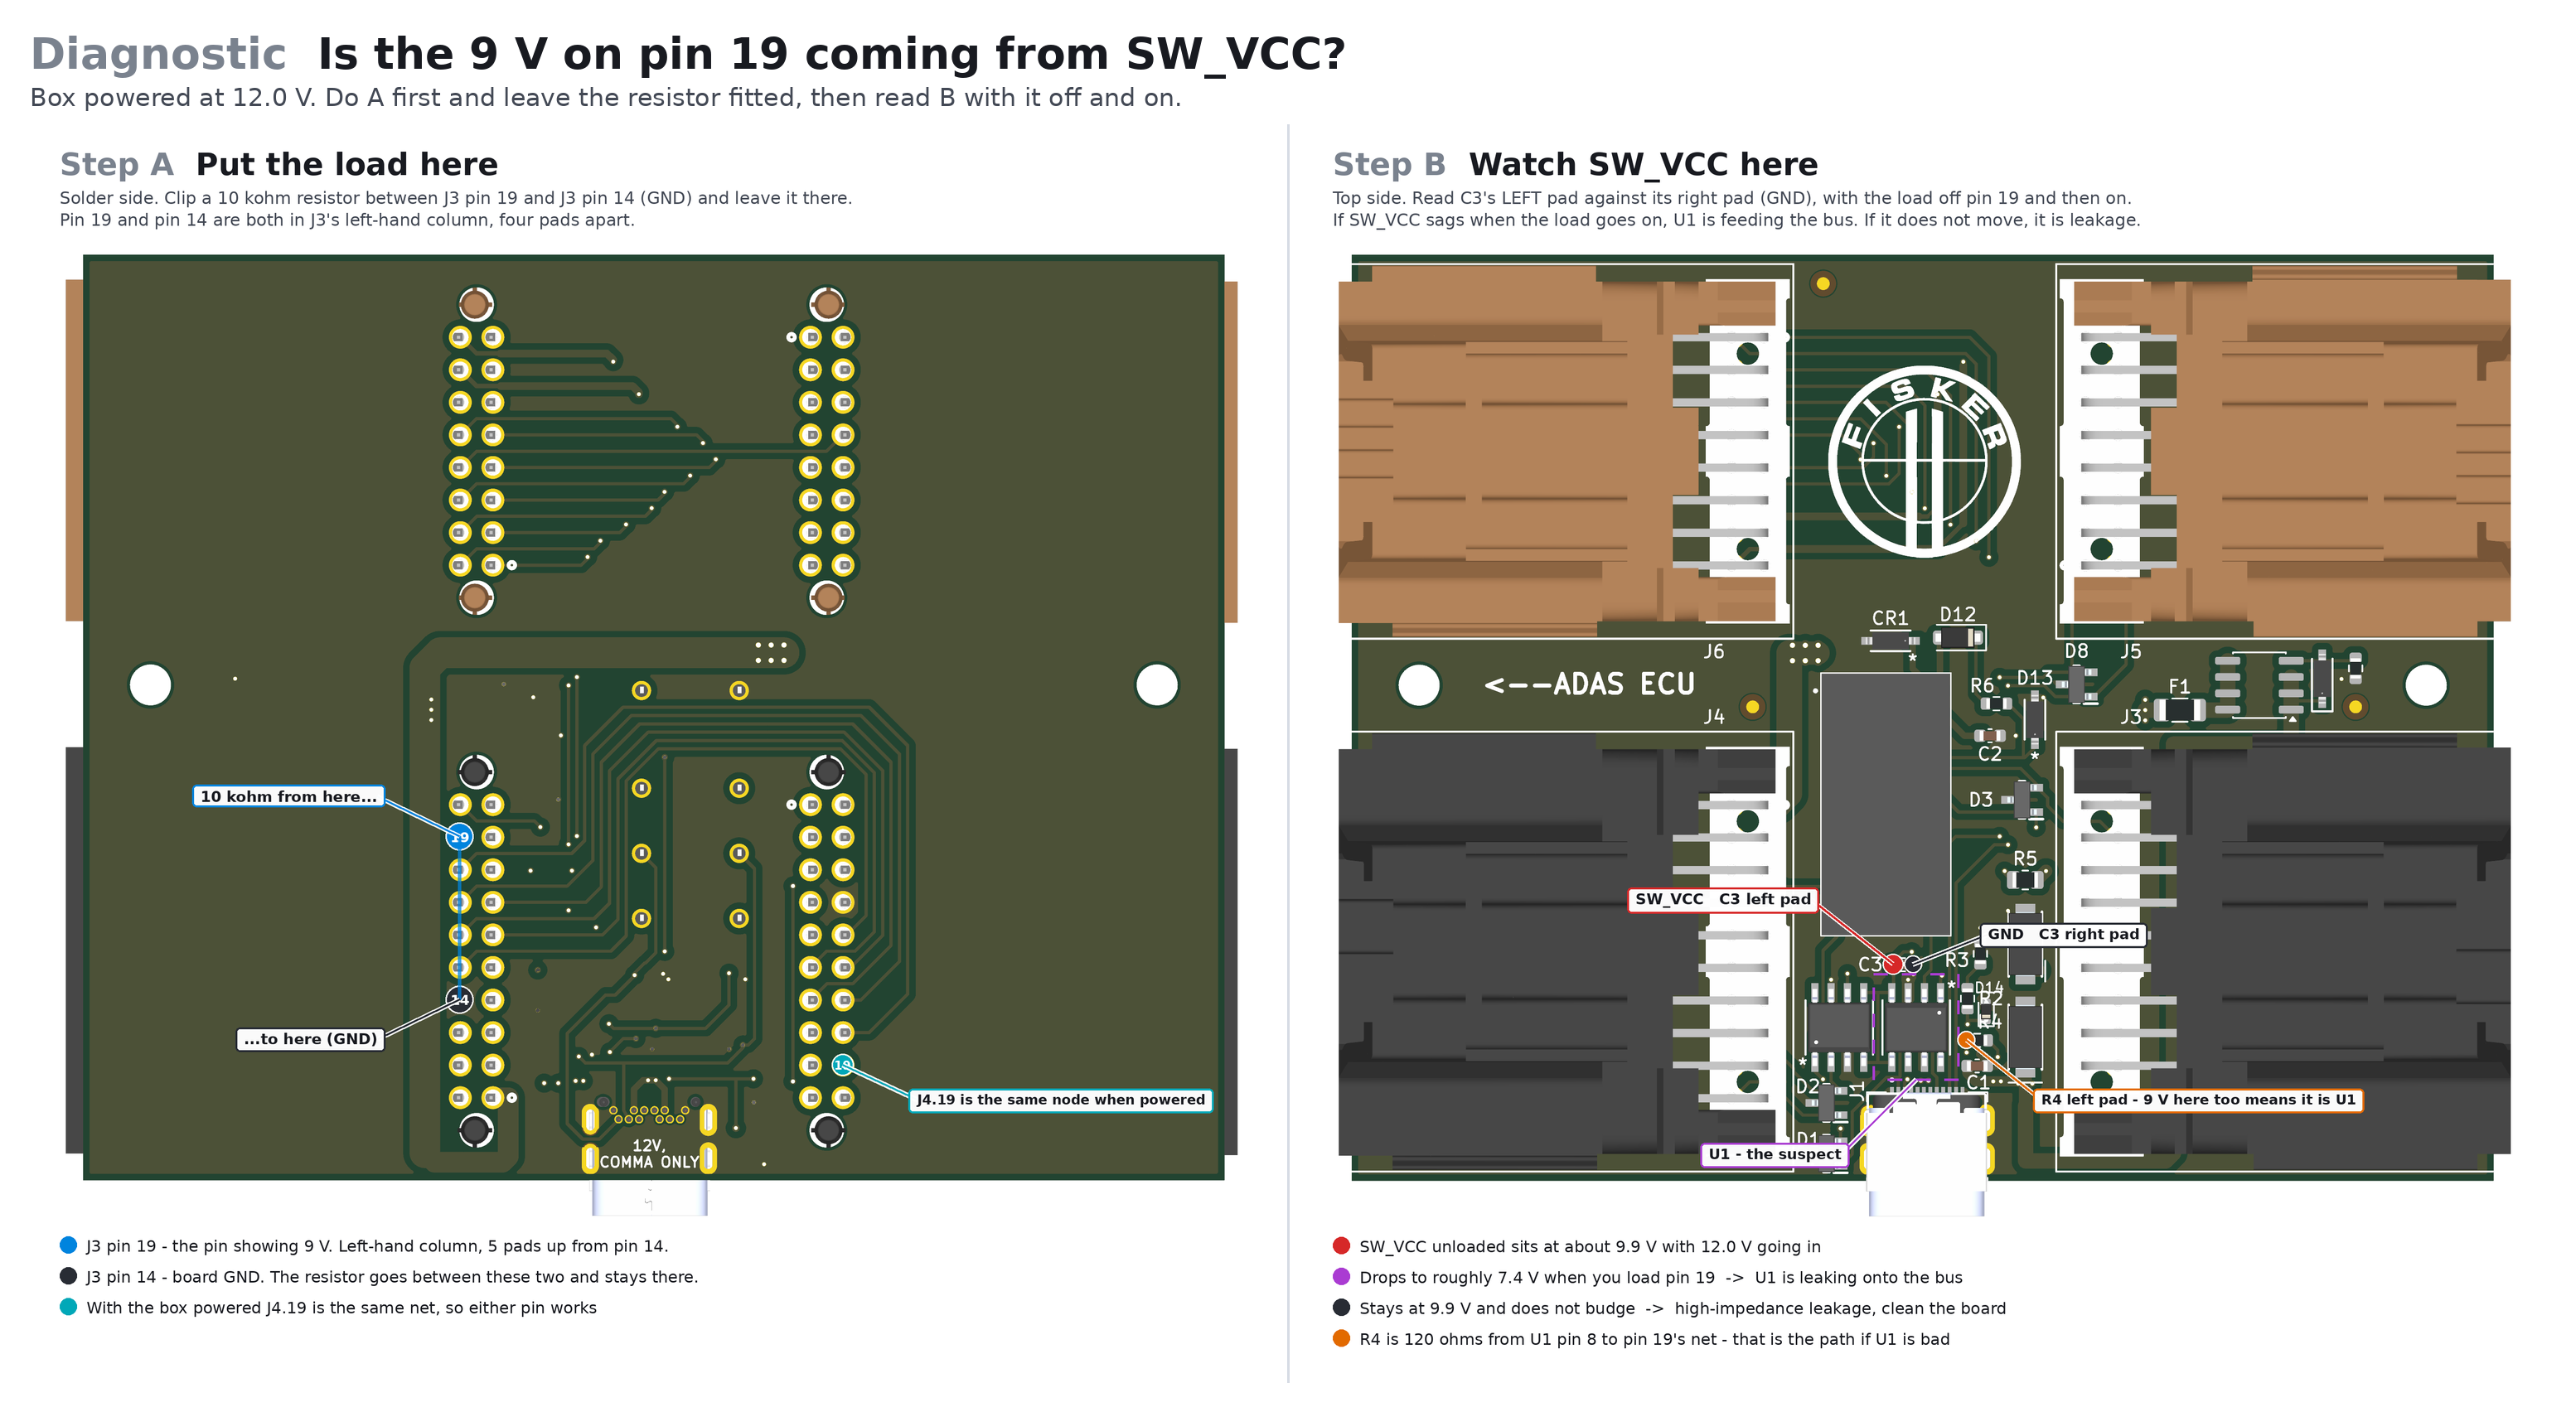 Diagnostic Is the 9 V on pin 19 coming from SW_VCC?
Box powered at 12.0 V. Do A first and leave the resistor fitted, then read B with it off and on.
Step A Put the load here
Solder side. Clip a 10 kohm resistor between J3 pin 19 and J3 pin 14 (GND) and leave it there.
Pin 19 and pin 14 are both in J3's left-hand column, four pads apart.
10 kohm from here...
19
14
...to here (GND)
19
J4.19 is the same node when powered
12V,
COMMA ONLY
J3 pin 19 - the pin showing 9 V. Left-hand column, 5 pads up from pin 14.
J3 pin 14 - board GND. The resistor goes between these two and stays there.
With the box powered J4.19 is the same net, so either pin works
Step B Watch SW_VCC here
Top side. Read C3's LEFT pad against its right pad (GND), with the load off pin 19 and then on.
If SW_VCC sags when the load goes on, U1 is feeding the bus. If it does not move, it is leakage.
FISKER
CR1
D12
J6
D8
J5
<--ADAS ECU
R6
D13
F1
J4
J3
C2
*
*
D3
R5
SW_VCC C3 left pad
GND C3 right pad
C3
R3
*
D14
R2
R4
*
D2
J1
C1
R4 left pad - 9 V here too means it is U1
D1
U1 - the suspect
SW_VCC unloaded sits at about 9.9 V with 12.0 V going in
Drops to roughly 7.4 V when you load pin 19 -> U1 is leaking onto the bus
Stays at 9.9 V and does not budge -> high-impedance leakage, clean the board
R4 is 120 ohms from U1 pin 8 to pin 19's net - that is the path if U1 is bad